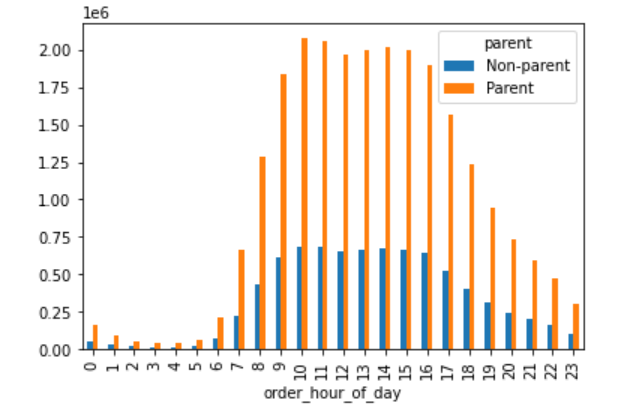 1e6
2.00
1.75
1.50
1.25
1.00
0.75
0.50
0.25
0.00
parent
Non-parent
Parent
0 1 2 3 4 5 6 7 8 9 10 11 12 13 14 15 16 17 18 19 20 21 22 23
order_hour_of_day